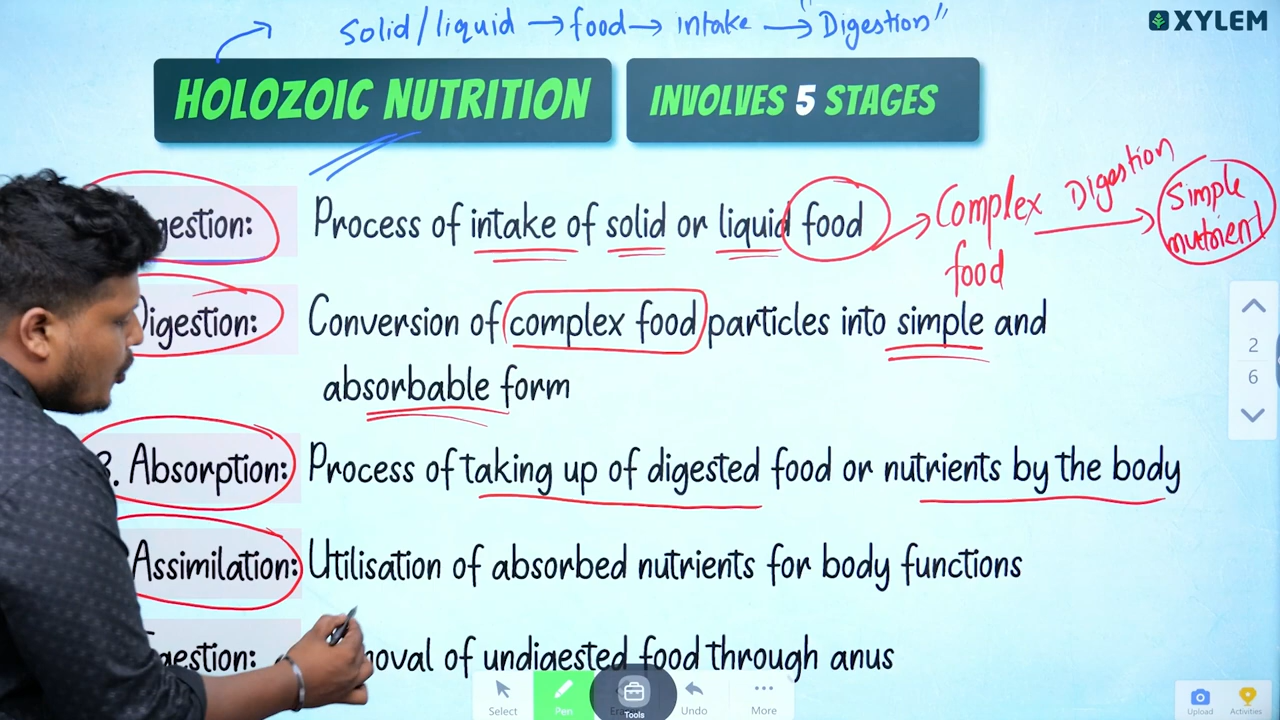 Solid/liquid → food → intake → "Digestion"
XYLEM
HOLOZOIC NUTRITION
INVOLVES 5 STAGES
gestion: Process of intake of solid or liquid food
Complex food
Digestion
Simple nutrient
Digestion: Conversion of complex food particles into simple and
absorbable form
3. Absorption: Process of taking up of digested food or nutrients by the body
Assimilation: Utilisation of absorbed nutrients for body functions
gestion: moval of undigested food through anus
2
6
Select
Pen
Tools
Undo
More
Upload
Activities